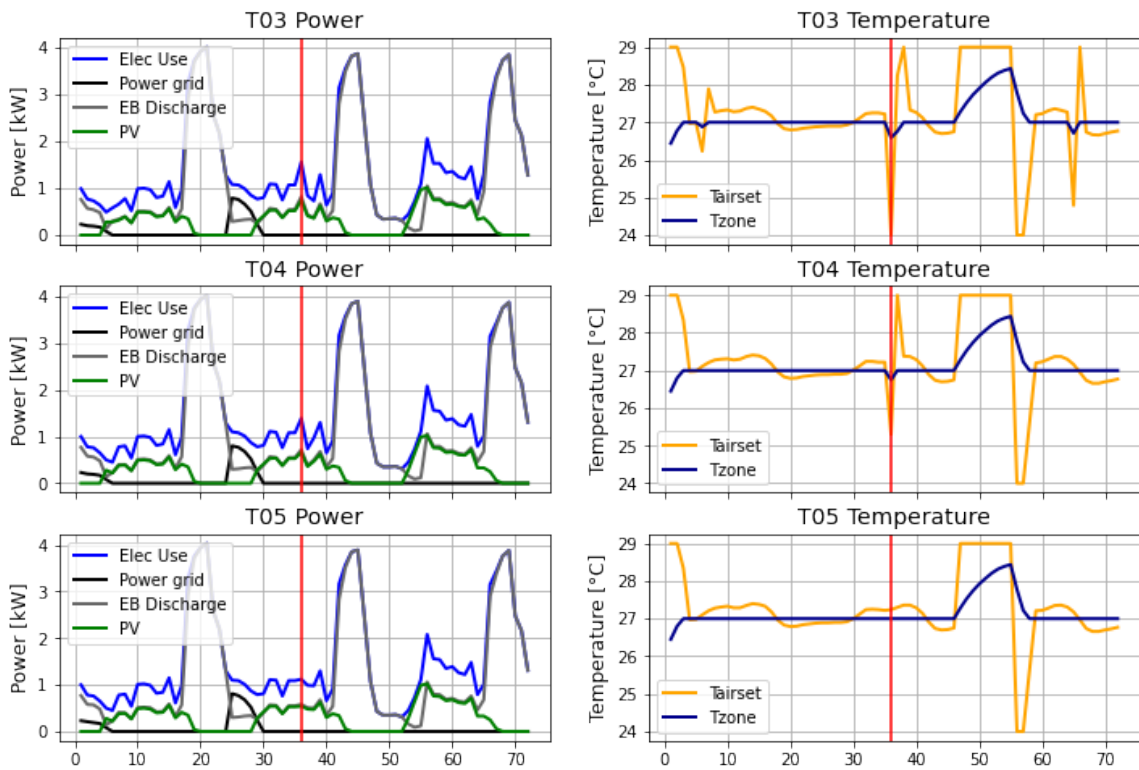 T03 Power
T03 Temperature
Power [kW]
4
3
2
1
0
Elec Use
Power grid
EB Discharge
PV
Temperature [°C]
29
28
27
26
25
24
Tairset
Tzone
T04 Power
T04 Temperature
Power [kW]
4
3
2
1
0
Elec Use
Power grid
EB Discharge
PV
Temperature [°C]
29
28
27
26
25
24
Tairset
Tzone
T05 Power
T05 Temperature
Power [kW]
4
3
2
1
0
Elec Use
Power grid
EB Discharge
PV
0 10 20 30 40 50 60 70
Temperature [°C]
29
28
27
26
25
24
Tairset
Tzone
0 10 20 30 40 50 60 70